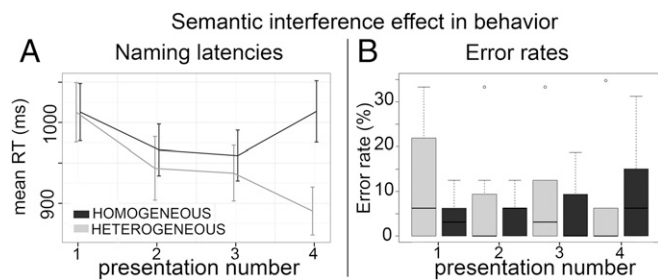 Semantic interference effect in behavior
A
Naming latencies
mean RT (ms)
1000
900
HOMOGENEOUS
HETEROGENEOUS
1 2 3 4
presentation number
B
Error rates
Error rate (%)
30
20
10
0
1 2 3 4
presentation number